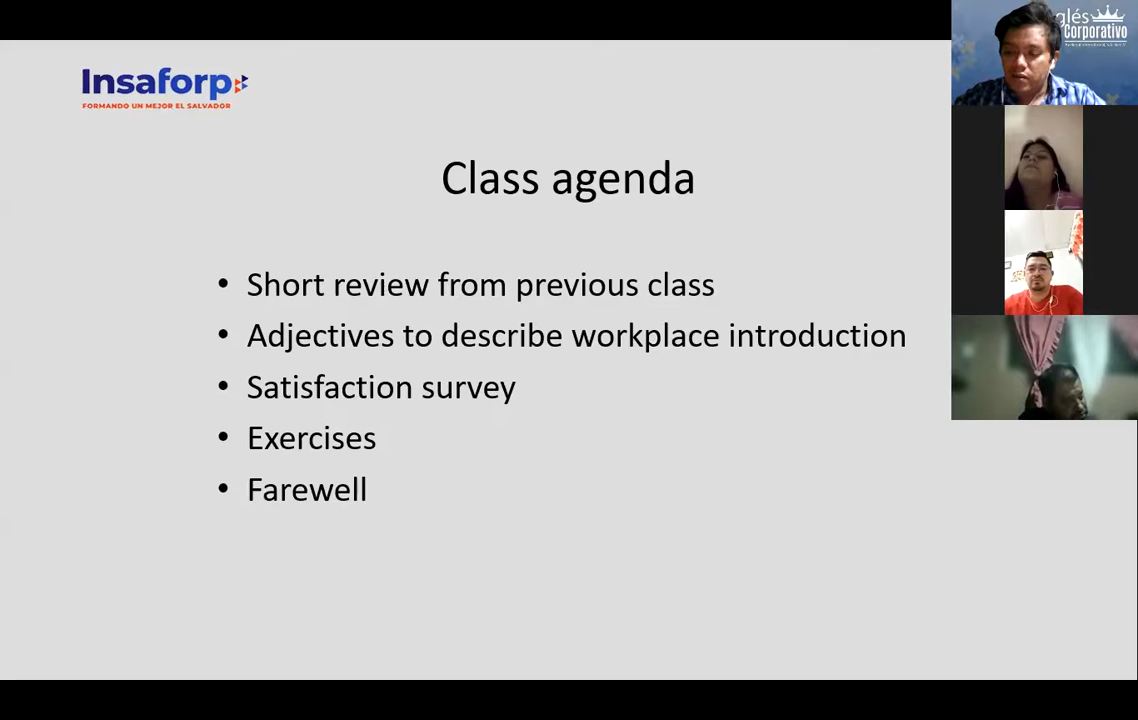 glés
Corporativo
Insaforp
FORMANDO UN MEJOR EL SALVADOR
Class agenda
• Short review from previous class
• Adjectives to describe workplace introduction
• Satisfaction survey
• Exercises
• Farewell